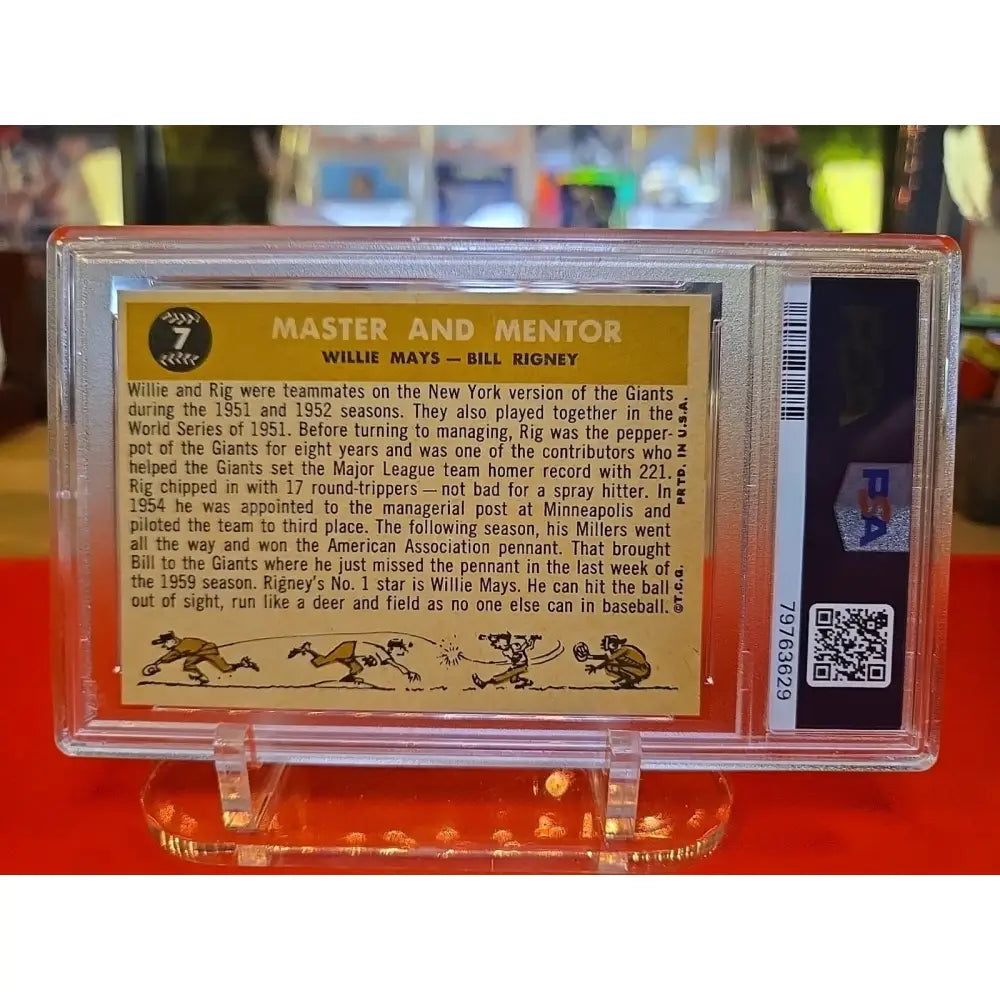 7
MASTER AND MENTOR
WILLIE MAYS — BILL RIGNEY
Willie and Rig were teammates on the New York version of the Giants
during the 1951 and 1952 seasons. They also played together in the
World Series of 1951. Before turning to managing, Rig was the pepper-
pot of the Giants for eight years and was one of the contributors who
helped the Giants set the Major League team homer record with 221.
Rig chipped in with 17 round-trippers — not bad for a spray hitter. In
1954 he was appointed to the managerial post at Minneapolis and
piloted the team to third place. The following season, his Millers went
all the way and won the American Association pennant. That brought
Bill to the Giants where he just missed the pennant in the last week of
the 1959 season. Rigney's No. 1 star is Willie Mays. He can hit the ball
out of sight, run like a deer and field as no one else can in baseball.
©T.C.G. PRTD. IN U.S.A.
PSA
79763629